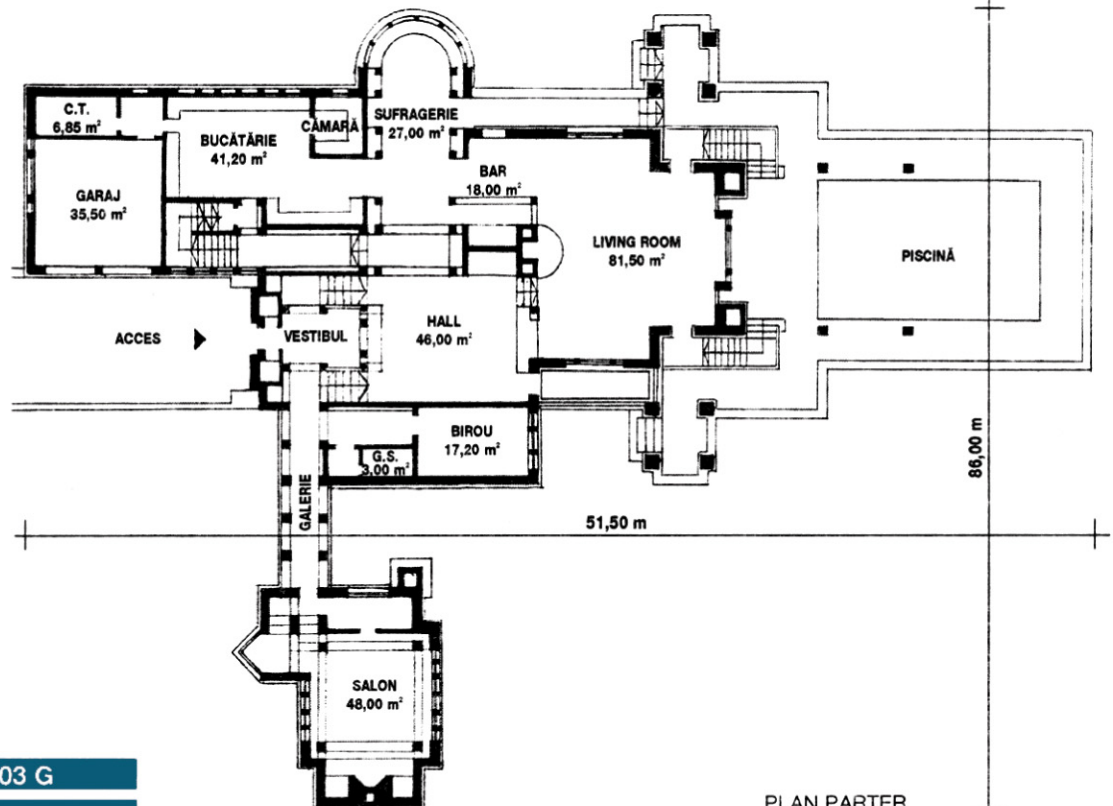 C.T.
6,85 m²
BUCĂTĂRIE
41,20 m²
CĂMARĂ
SUFRAGERIE
27,00 m²
GARAJ
35,50 m²
BAR
18,00 m²
LIVING ROOM
81,50 m²
PISCINĂ
ACCES
VESTIBUL
HALL
46,00 m²
BIROU
17,20 m²
G.S.
3,00 m²
GALERIE
86,00 m
51,50 m
SALON
48,00 m²
03 G
PLAN PARTER